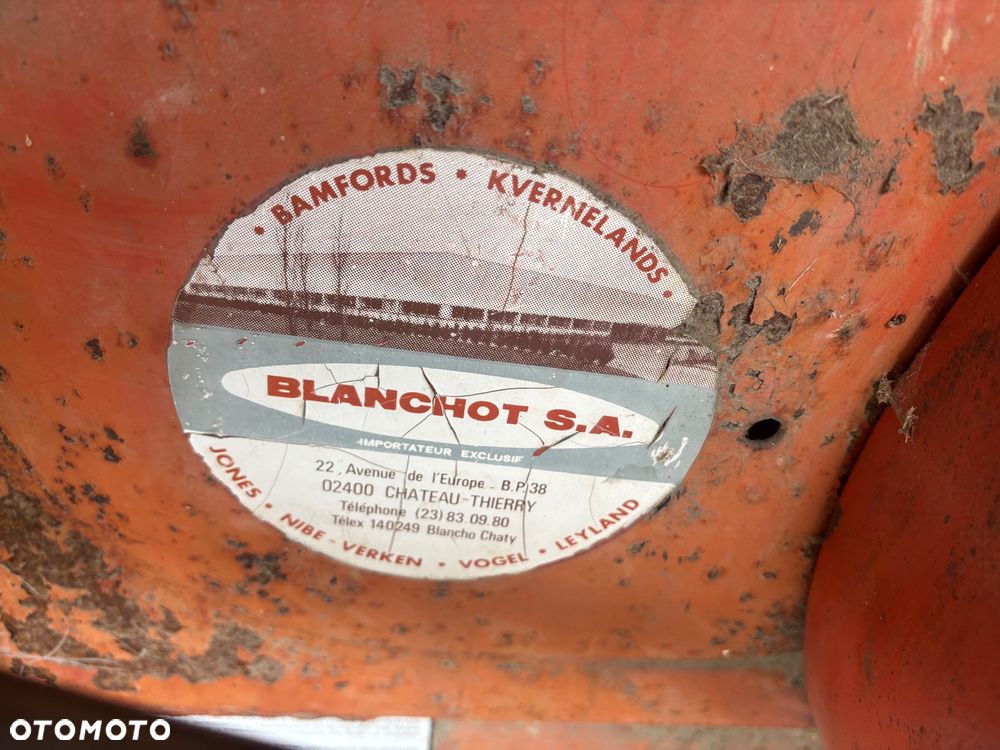 • BAMFORDS • KVERNELANDS •
BLANCHOT S.A.
IMPORTATEUR EXCLUSIF
22, Avenue de l'Europe - B.P. 38
02400 CHATEAU-THIERRY
Téléphone (23) 83.09.80
Télex 140249 Blancho Chaty
JONES • NIBE-VERKEN • VOGEL • LEYLAND
OTOMOTO